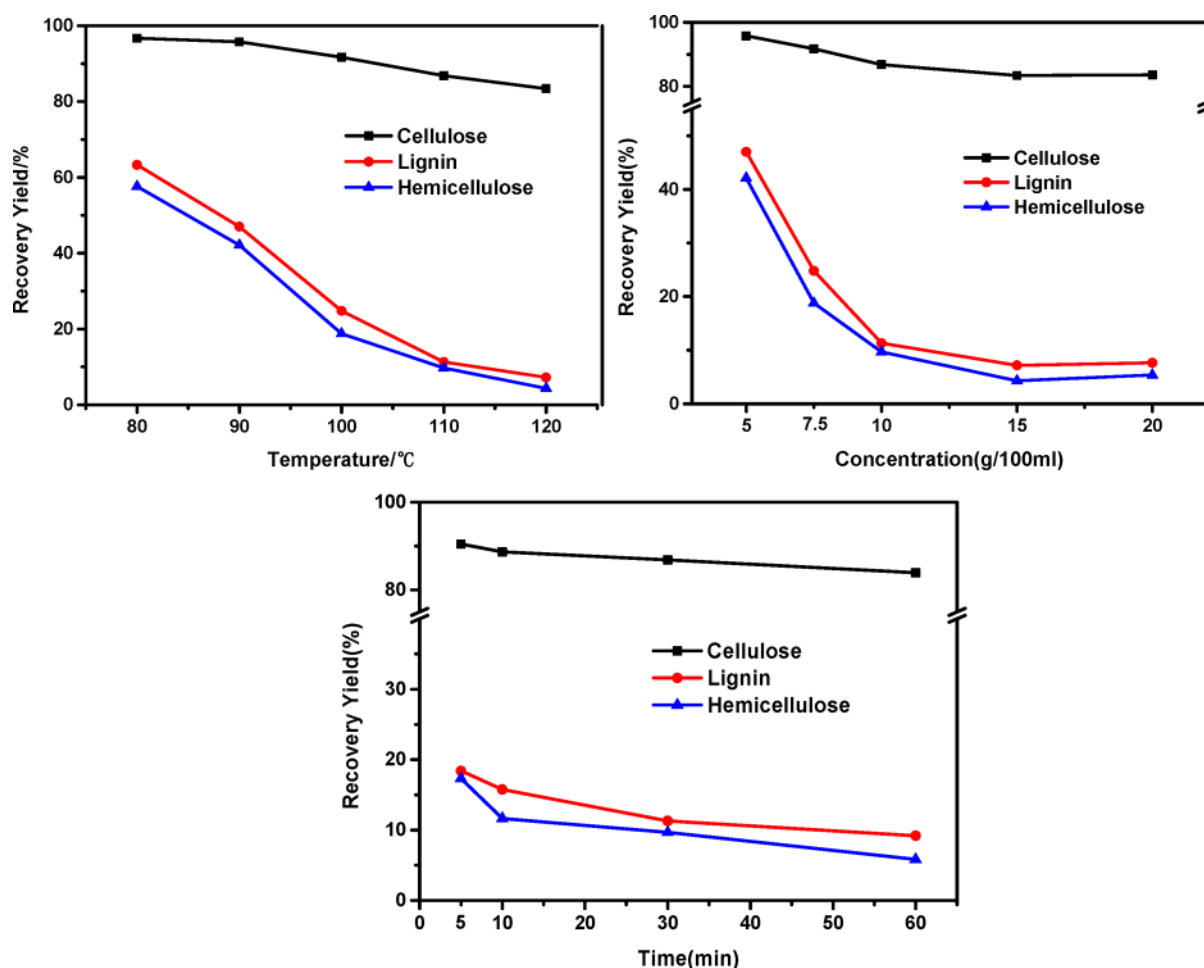 100
80
60
40
20
0
Recovery Yield/%
Cellulose
Lignin
Hemicellulose
80 90 100 110 120
Temperature/℃
100
80
40
20
0
Recovery Yield(%)
Cellulose
Lignin
Hemicellulose
5 7.5 10 15 20
Concentration(g/100ml)
100
80
30
20
10
0
Recovery Yield(%)
Cellulose
Lignin
Hemicellulose
0 5 10 20 30 40 50 60
Time(min)